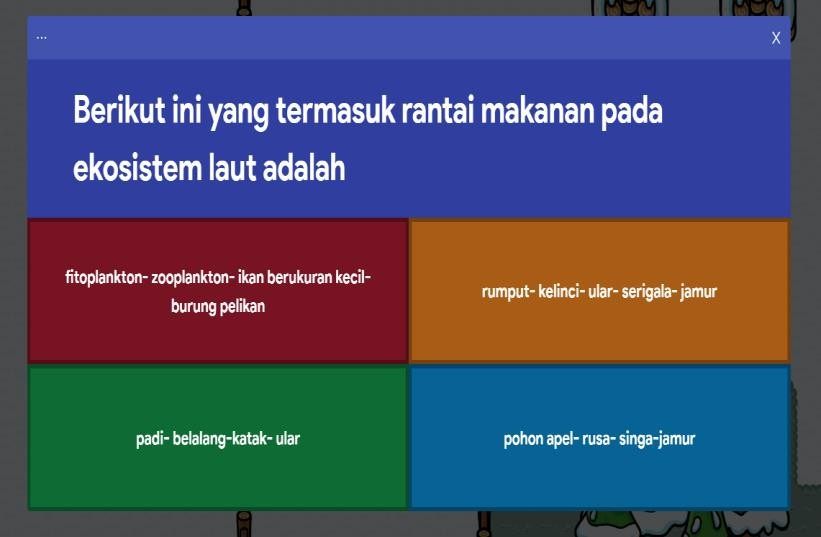 ...
X
Berikut ini yang termasuk rantai makanan pada
ekosistem laut adalah
fitoplankton- zooplankton- ikan berukuran kecil-
burung pelikan
rumput- kelinci- ular- serigala- jamur
padi- belalang-katak- ular
pohon apel- rusa- singa-jamur